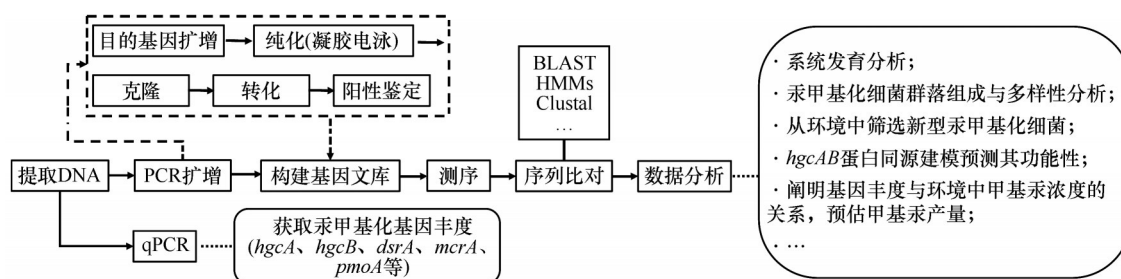 目的基因扩增
纯化(凝胶电泳)
克隆
转化
阳性鉴定
BLAST
HMMs
Clustal
…
提取DNA
PCR扩增
构建基因文库
测序
序列比对
数据分析
qPCR
获取汞甲基化基因丰度
(hgcA、hgcB、dsrA、mcrA、
pmoA等)
·系统发育分析；
·汞甲基化细菌群落组成与多样性分析；
·从环境中筛选新型汞甲基化细菌；
·hgcAB蛋白同源建模预测其功能性；
·阐明基因丰度与环境中甲基汞浓度的
关系，预估甲基汞产量；
·…